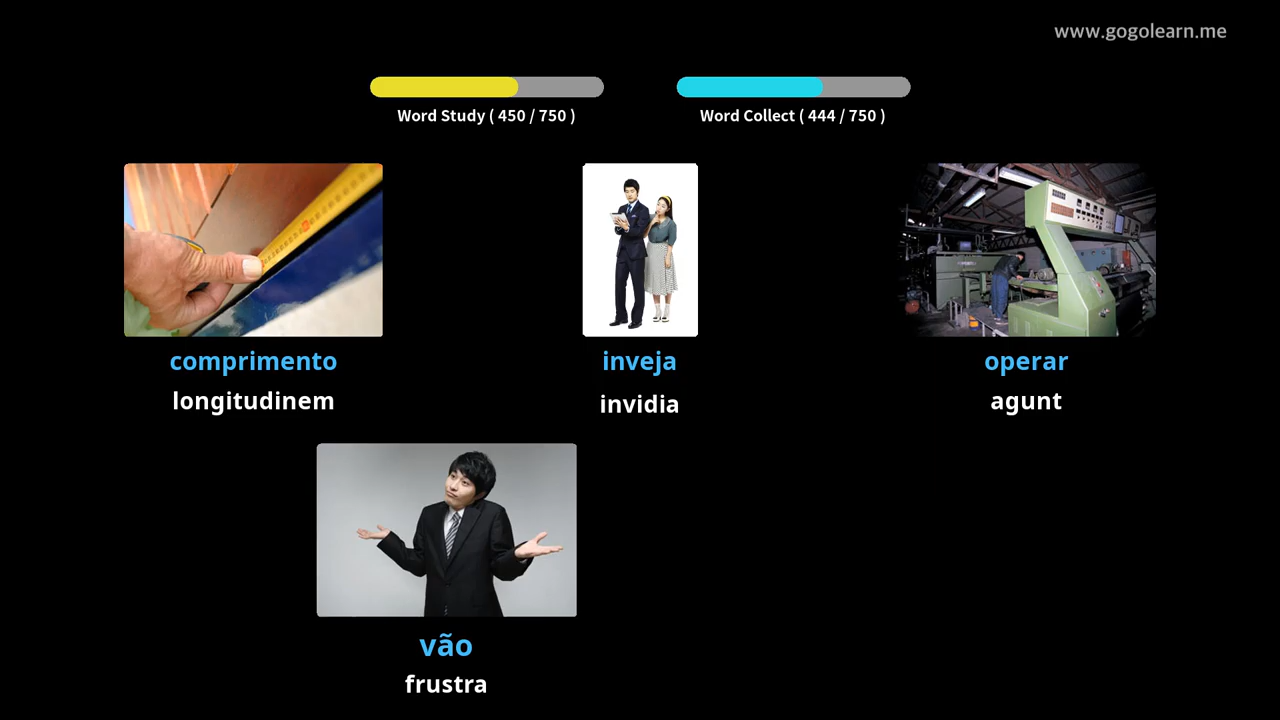 www.gogolearn.me
Word Study ( 450 / 750 )
Word Collect ( 444 / 750 )
comprimento
longitudinem
inveja
invidia
operar
agunt
vão
frustra